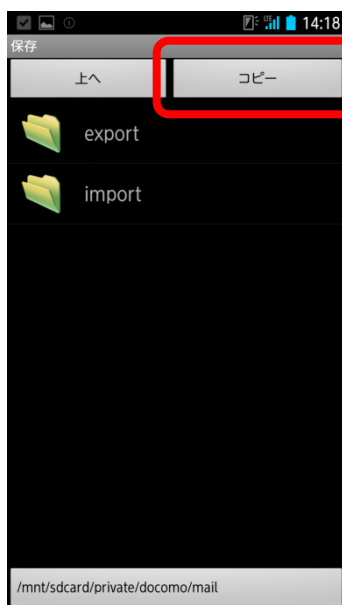 14:18
保存
上へ
コピー
export
import
/mnt/sdcard/private/docomo/mail